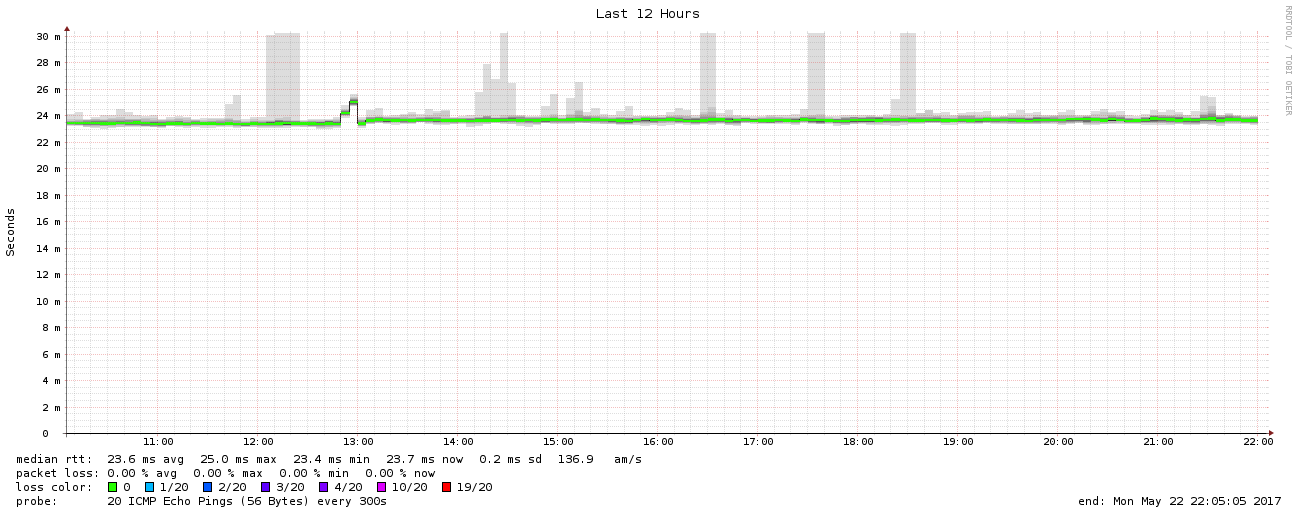 Last 12 Hours
RRDTOOL / TOBI OETIKER
Seconds
30 m
28 m
26 m
24 m
22 m
20 m
18 m
16 m
14 m
12 m
10 m
8 m
6 m
4 m
2 m
0
11:00 12:00 13:00 14:00 15:00 16:00 17:00 18:00 19:00 20:00 21:00 22:00
median rtt: 23.6 ms avg 25.0 ms max 23.4 ms min 23.7 ms now 0.2 ms sd 136.9 am/s
packet loss: 0.00 % avg 0.00 % max 0.00 % min 0.00 % now
loss color: 0 1/20 2/20 3/20 4/20 10/20 19/20
probe: 20 ICMP Echo Pings (56 Bytes) every 300s
end: Mon May 22 22:05:05 2017